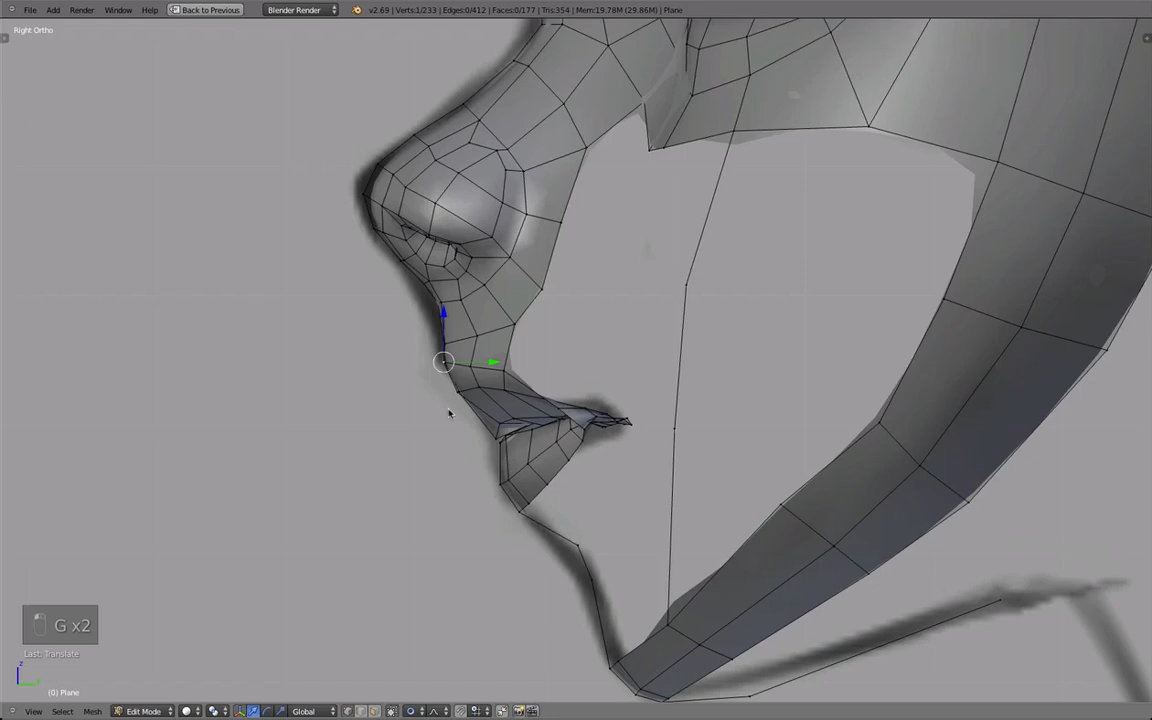 File Add Render Window Help Back to Previous Blender Render v2.69 | Verts:1/233 | Edges:0/412 | Faces:0/177 | Tris:354 | Mem:19.78M (29.86M) | Plane
Right Ortho
G x2
Last: Translate
z
(0) Plane
View Select Mesh Edit Mode Global